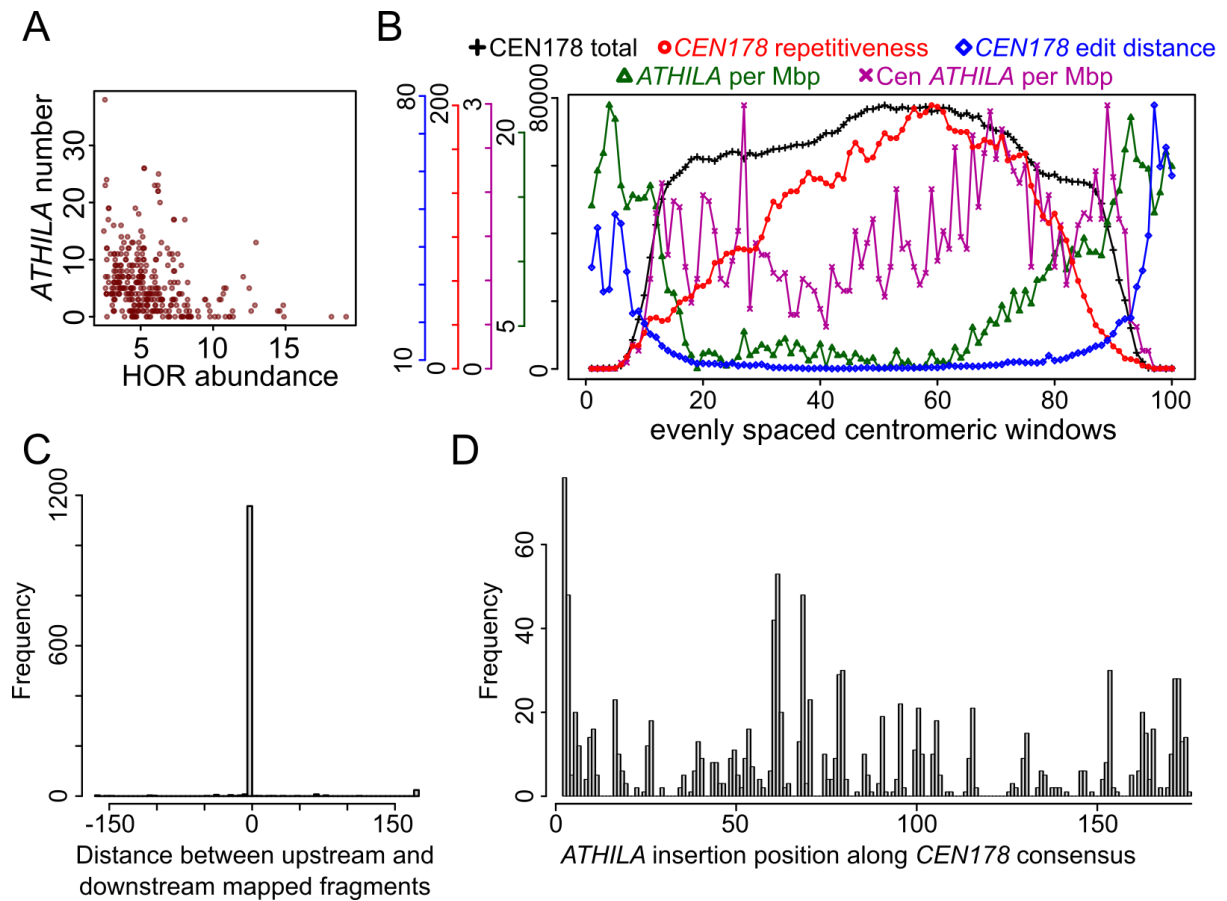 A
ATHILA number
0
10
20
30
5
10
15
HOR abundance
B
CEN178 total
CEN178 repetitiveness
CEN178 edit distance
ATHILA per Mbp
Cen ATHILA per Mbp
10
80
0
200
0
3
5
20
0
80000
0
20
40
60
80
100
evenly spaced centromeric windows
C
Frequency
0
600
1200
-150
0
150
Distance between upstream and
downstream mapped fragments
D
Frequency
0
20
40
60
0
50
100
150
ATHILA insertion position along CEN178 consensus